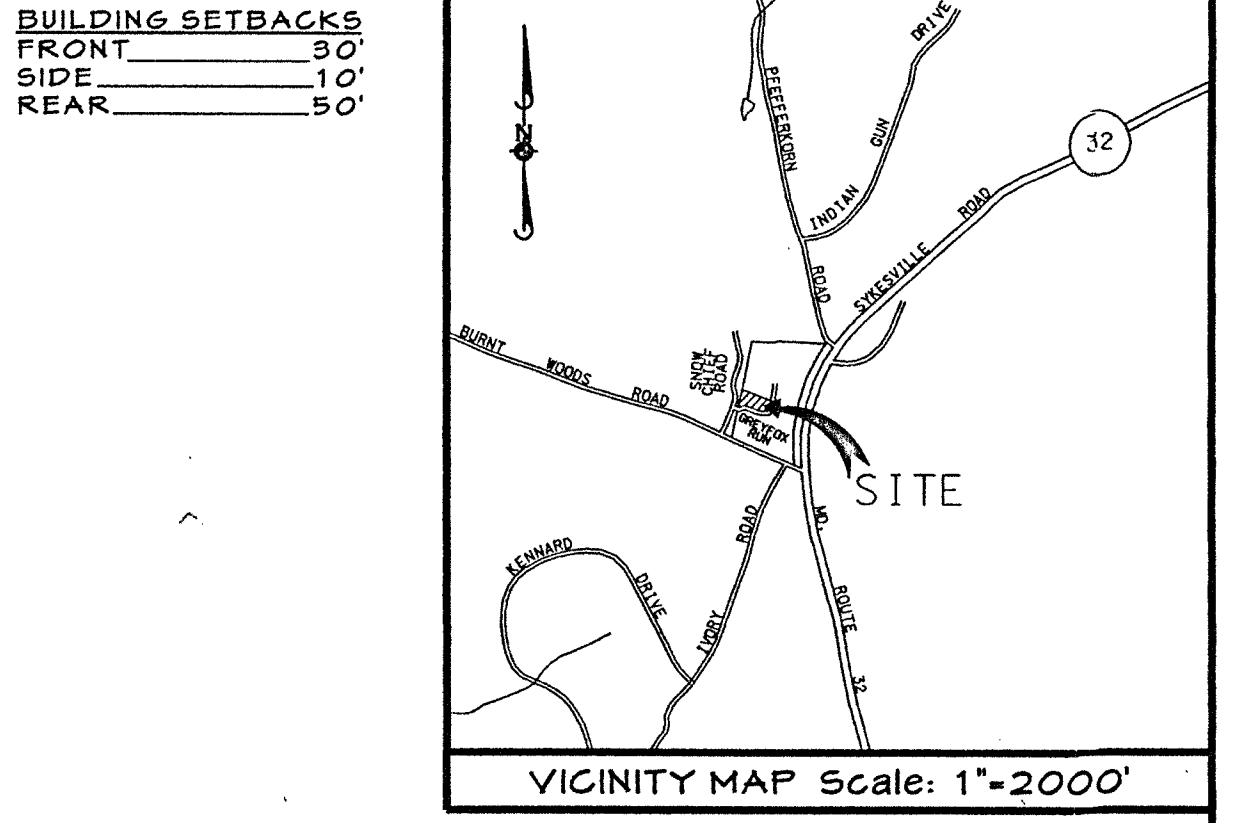 BUILDING SETBACKS
FRONT 30'
SIDE 10'
REAR 50'
N
PFEFFERKORN ROAD
INDIAN GUN DRIVE
32
SYKESVILLE ROAD
BURNT WOODS ROAD
SNOW
CHIEF
ROAD
GREYFOX
RUN
SITE
MD. ROUTE 32
IVORY ROAD
KENNARD DRIVE
VICINITY MAP Scale: 1"=2000'